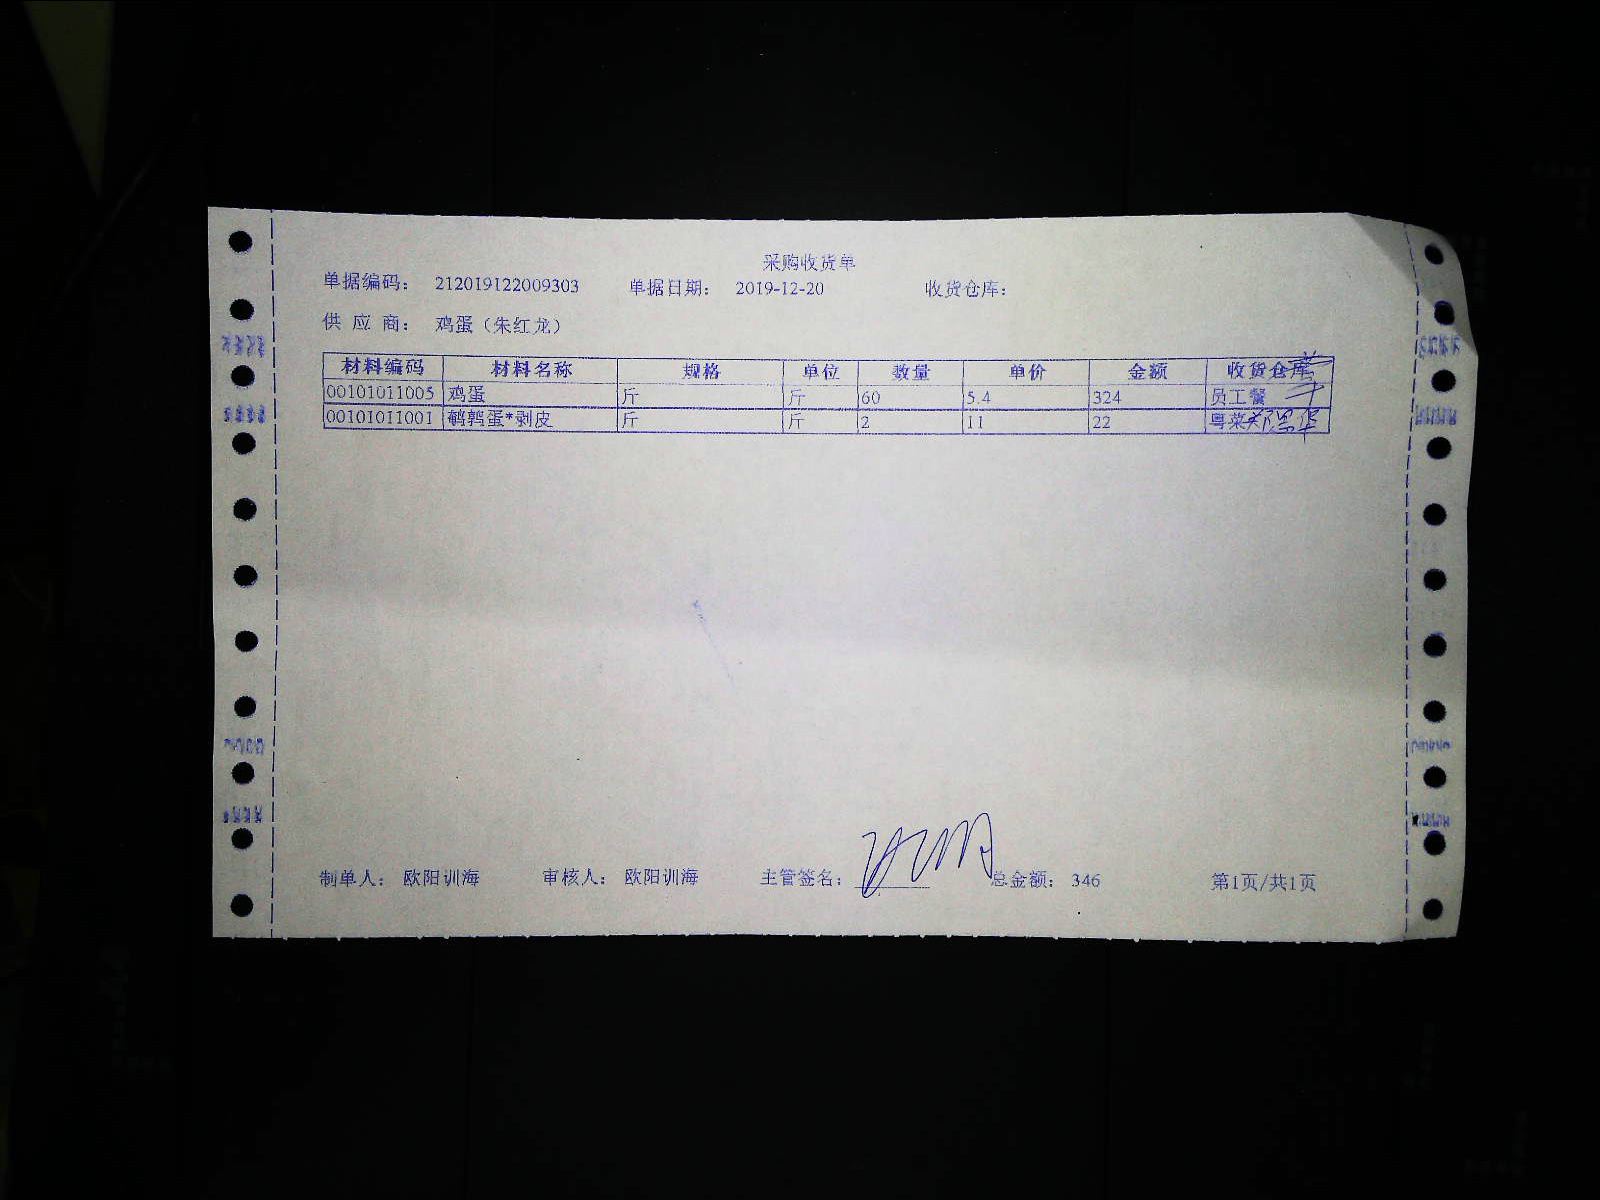 采购收货单
单据编码： 212019122009303 单据日期： 2019-12-20 收货仓库：
供 应 商： 鸡蛋（朱红龙）
材料编码 材料名称 规格 单位 数量 单价 金额 收货仓库
00101011005 鸡蛋 斤 斤 60 5.4 324 员工餐
00101011001 鹌鹑蛋*剥皮 斤 斤 2 11 22 粤菜
制单人： 欧阳训海 审核人： 欧阳训海 主管签名： 总金额： 346 第1页/共1页